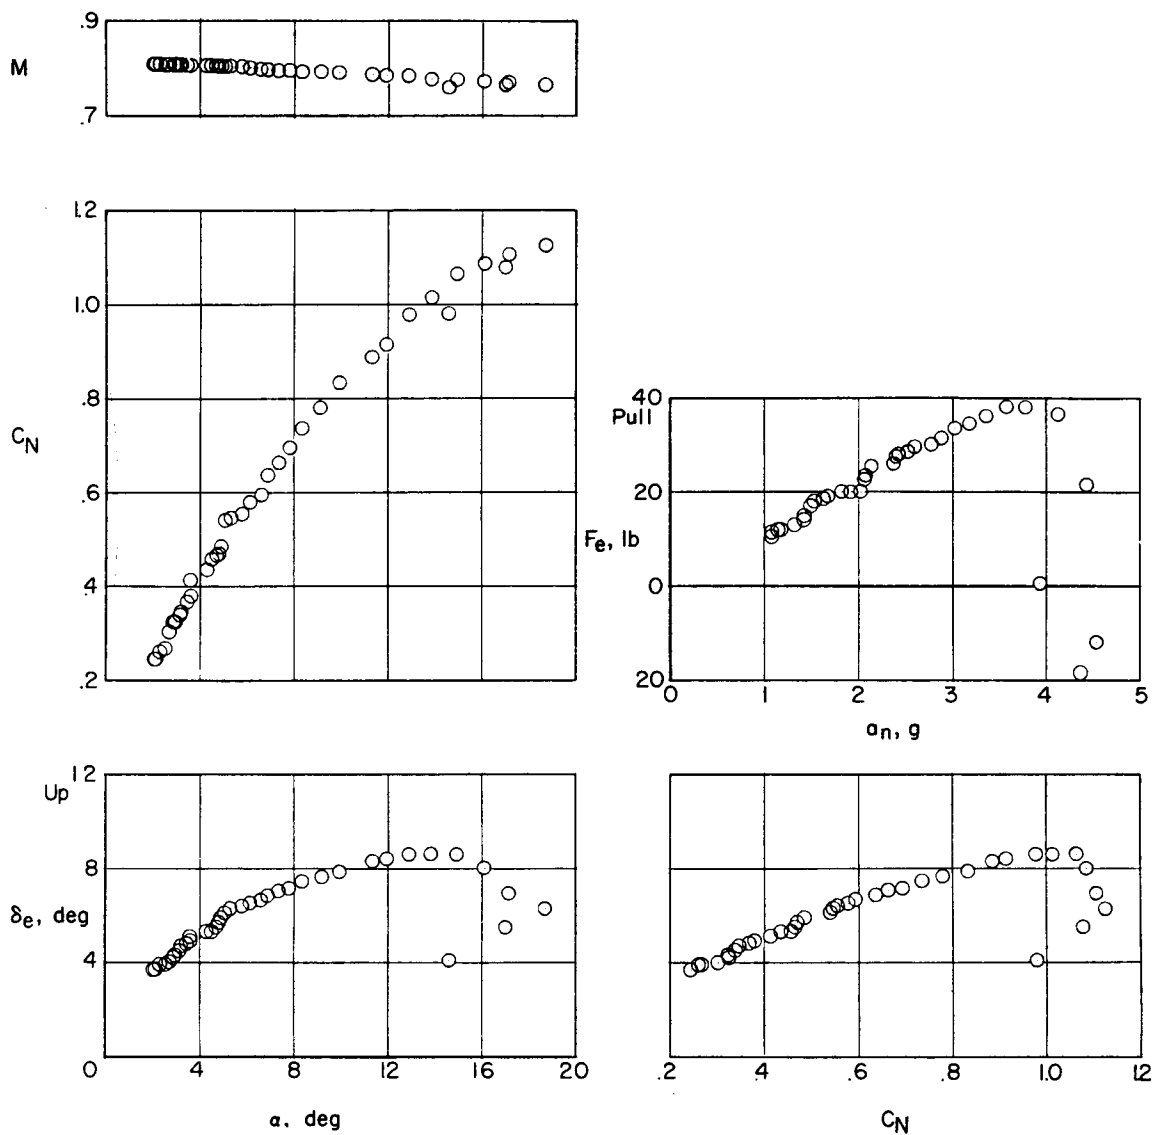 .9
M
.7
1.2
1.0
.8
C_N
.6
.4
.2
40
Pull
20
F_e, lb
0
20
0 1 2 3 4 5
a_n, g
12
Up
8
δ_e, deg
4
0
0 4 8 12 16 20
α, deg
.2 .4 .6 .8 1.0 1.2
C_N